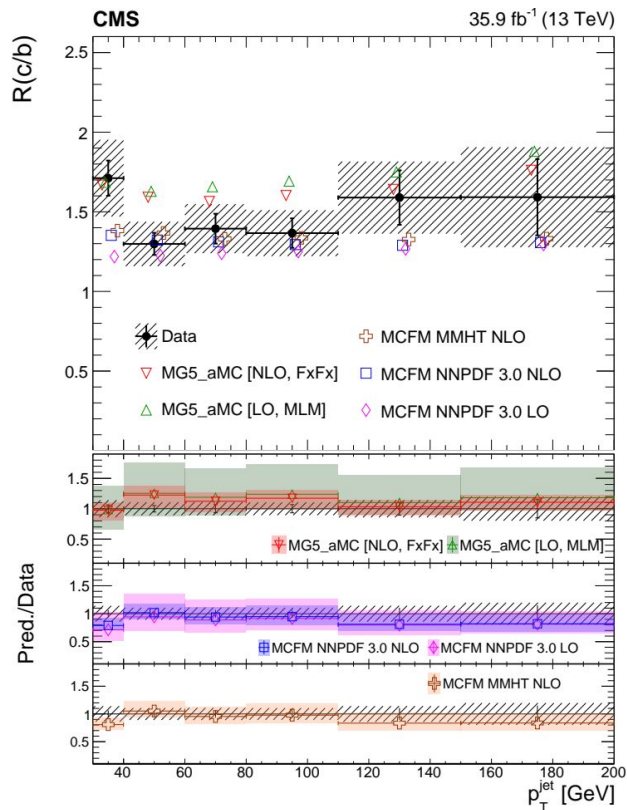 CMS 35.9 fb⁻¹ (13 TeV)
R(c/b)
2.5
2
1.5
1
0.5
Data
MG5_aMC [NLO, FxFx]
MG5_aMC [LO, MLM]
MCFM MMHT NLO
MCFM NNPDF 3.0 NLO
MCFM NNPDF 3.0 LO
Pred./Data
1.5
1
0.5
MG5_aMC [NLO, FxFx] MG5_aMC [LO, MLM]
1.5
1
0.5
MCFM NNPDF 3.0 NLO MCFM NNPDF 3.0 LO
1.5
1
0.5
MCFM MMHT NLO
40 60 80 100 120 140 160 180 200
p_T^jet [GeV]